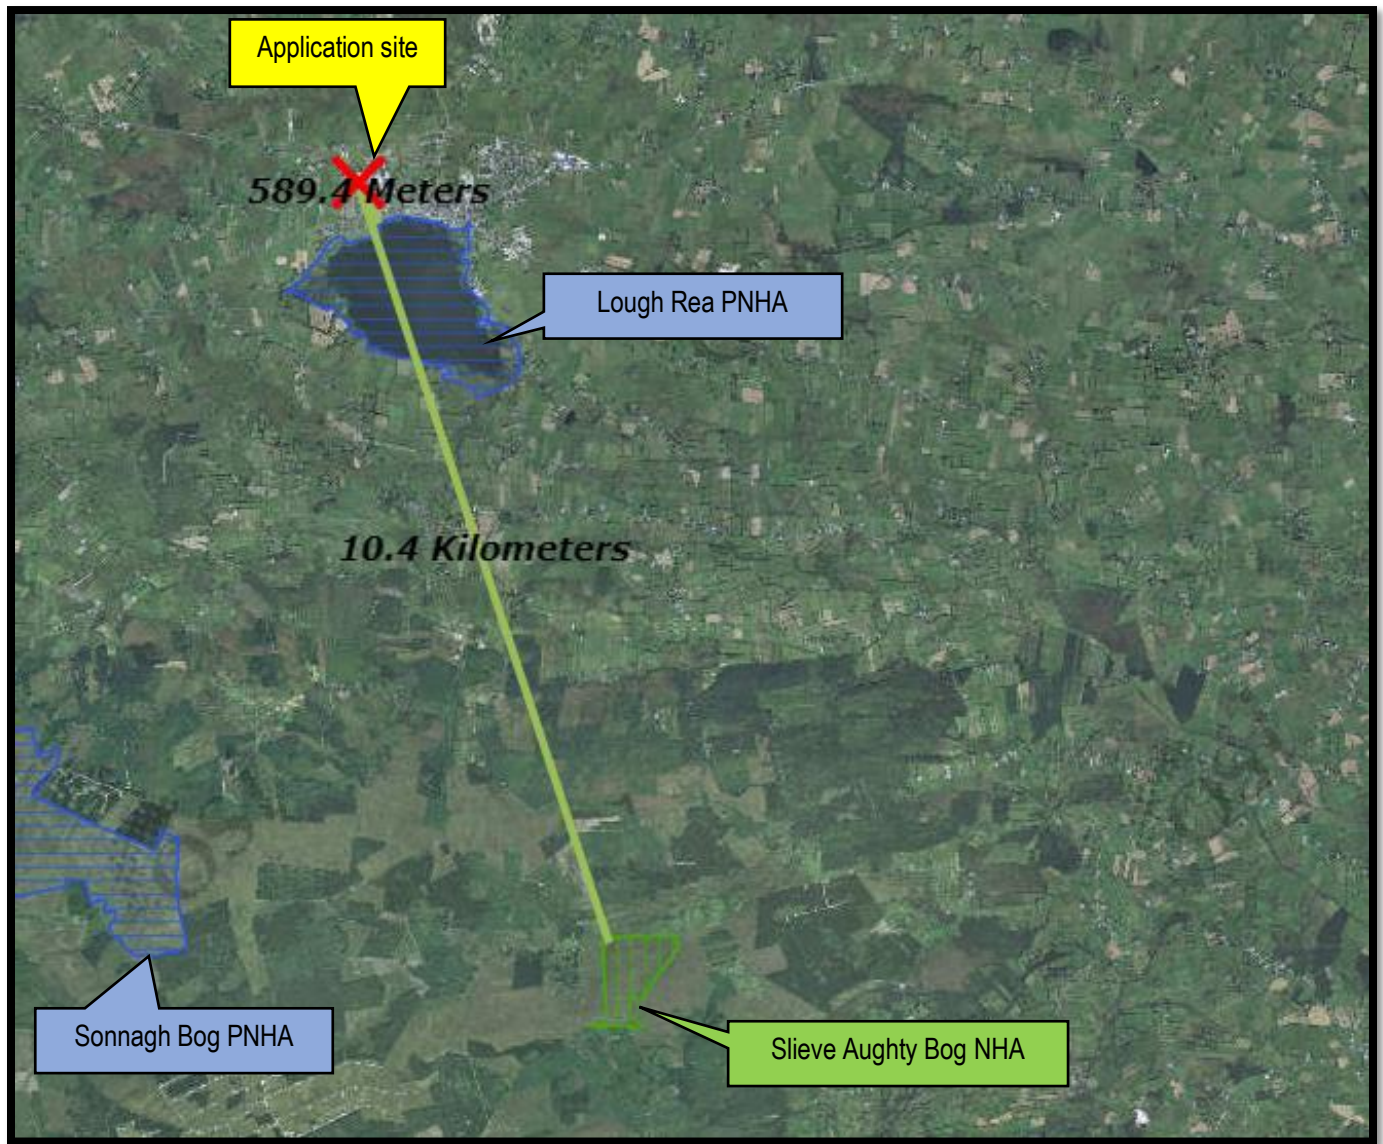 Application site
589.4 Meters
Lough Rea PNHA
10.4 Kilometers
Sonnagh Bog PNHA
Slieve Aughty Bog NHA